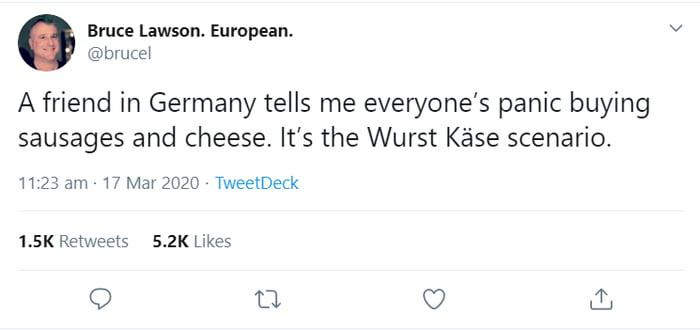 Bruce Lawson. European.
@brucel
A friend in Germany tells me everyone's panic buying
sausages and cheese. It's the Wurst Käse scenario.
11:23 am · 17 Mar 2020 · TweetDeck
1.5K Retweets 5.2K Likes